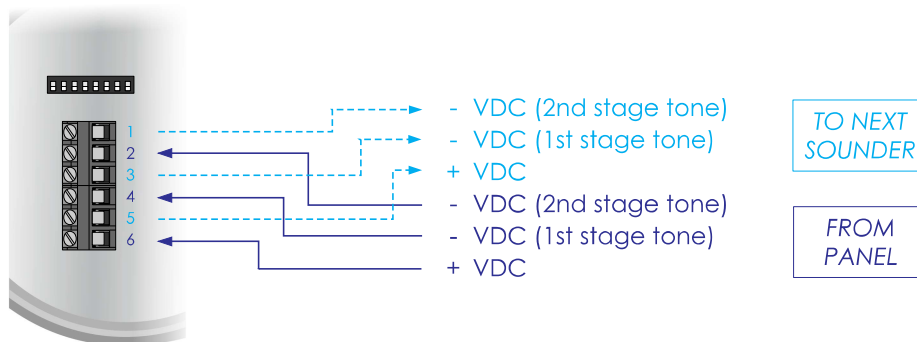 1
2
3
4
5
6
- VDC (2nd stage tone)
- VDC (1st stage tone)
+ VDC
- VDC (2nd stage tone)
- VDC (1st stage tone)
+ VDC
TO NEXT
SOUNDER
FROM
PANEL